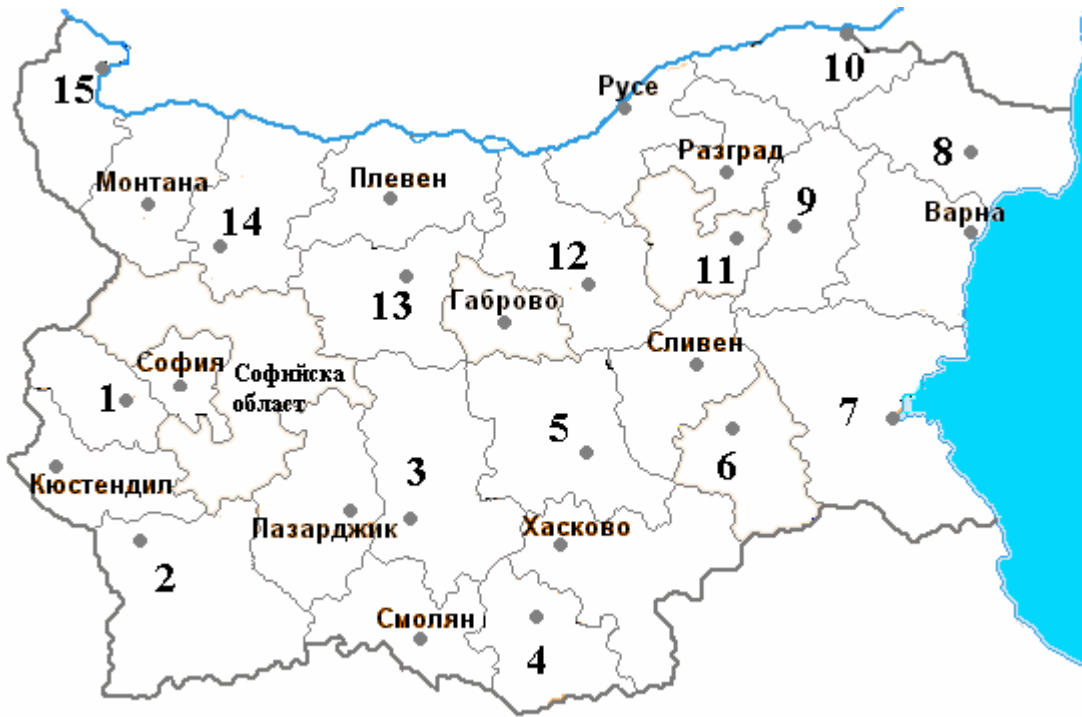 Русе
10
15
Разград
8
Монтана
Плевен
9
Варна
14
11
12
13
Габрово
Сливен
София
Софийска
област
1
7
5
3
6
Кюстендил
Пазарджик
Хасково
2
Смолян
4